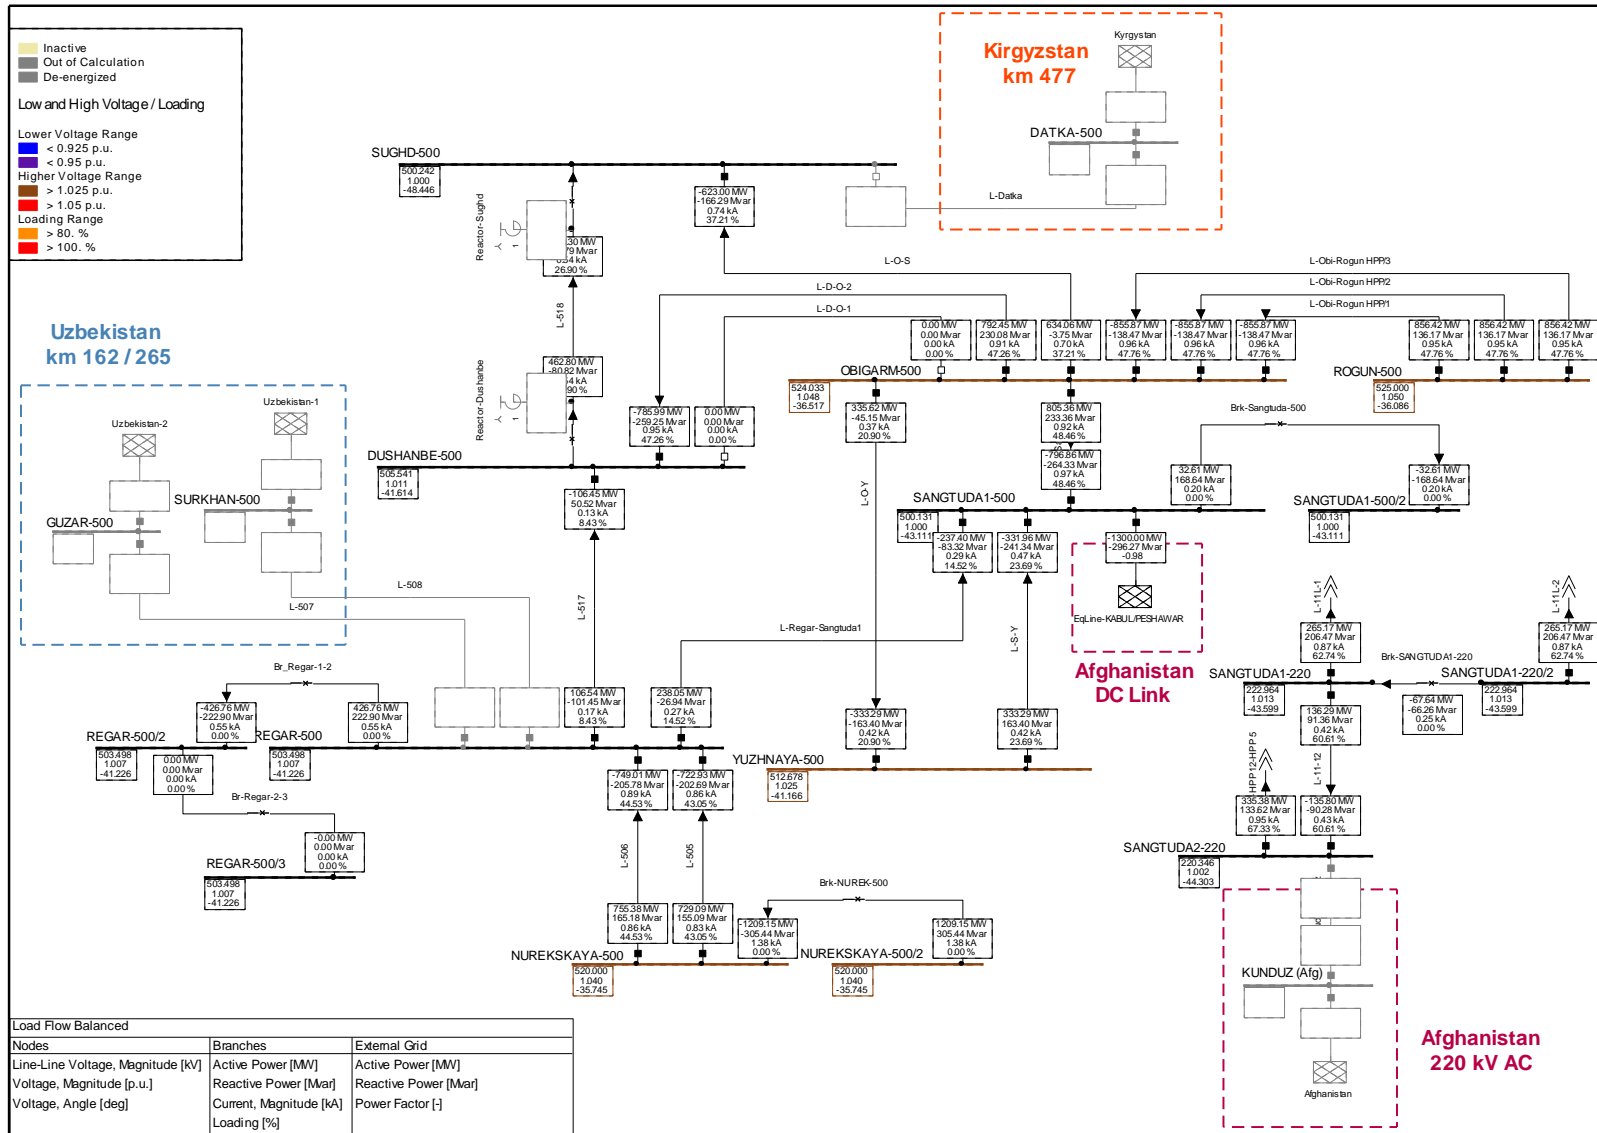 Inactive
Out of Calculation
De-energized
Low and High Voltage / Loading
Lower Voltage Range
< 0.925 p.u.
< 0.95 p.u.
Higher Voltage Range
> 1.025 p.u.
> 1.05 p.u.
Loading Range
> 80. %
> 100. %
Kirgyzstan
km 477
Kyrgystan
DATKA-500
L-Datka
SUGHD-500
500.242
1.000
-48.446
-623.00 MW
-166.29 Mvar
0.74 kA
37.21 %
Reactor-Sughd
1
26.90 %
L-518
L-O-S
L-D-O-2
L-D-O-1
L-Obi-Rogun HPP/3
L-Obi-Rogun HPP/2
L-Obi-Rogun HPP/1
Uzbekistan
km 162 / 265
Uzbekistan-1
Uzbekistan-2
SURKHAN-500
GUZAR-500
L-508
L-507
0.00 MW
0.00 Mvar
0.00 kA
0.00 %
792.45 MW
230.08 Mvar
0.91 kA
47.26 %
634.06 MW
-3.75 Mvar
0.70 kA
37.21 %
-855.87 MW
-138.47 Mvar
0.96 kA
47.76 %
-855.87 MW
-138.47 Mvar
0.96 kA
47.76 %
-855.87 MW
-138.47 Mvar
0.96 kA
47.76 %
856.42 MW
136.17 Mvar
0.95 kA
47.76 %
856.42 MW
136.17 Mvar
0.95 kA
47.76 %
856.42 MW
136.17 Mvar
0.95 kA
47.76 %
OBIGARM-500
524.033
1.048
-36.517
ROGUN-500
525.000
1.050
-36.086
462.80 MW
-80.82 Mvar
Reactor-Dushanbe
1
-785.99 MW
-259.25 Mvar
0.95 kA
47.26 %
0.00 MW
0.00 Mvar
0.00 kA
0.00 %
DUSHANBE-500
505.541
1.011
-41.614
335.62 MW
-45.15 Mvar
0.37 kA
20.90 %
805.36 MW
233.36 Mvar
0.92 kA
48.46 %
-796.86 MW
-264.33 Mvar
0.97 kA
48.46 %
Brk-Sangtuda-500
32.61 MW
168.64 Mvar
0.20 kA
0.00 %
-32.61 MW
-168.64 Mvar
0.20 kA
0.00 %
L-O-Y
-106.45 MW
50.52 Mvar
0.13 kA
8.43 %
SANGTUDA1-500
500.131
1.000
-43.111
SANGTUDA1-500/2
500.131
1.000
-43.111
-237.40 MW
-83.32 Mvar
0.29 kA
14.52 %
-331.96 MW
-241.34 Mvar
0.47 kA
23.69 %
-1300.00 MW
-296.27 Mvar
-0.98
EqLine-KABUL/PESHAWAR
Afghanistan
DC Link
L-517
L-Regar-Sangtuda1
L-S-Y
L-11L-1
L-11L-2
265.17 MW
206.47 Mvar
0.87 kA
62.74 %
265.17 MW
206.47 Mvar
0.87 kA
62.74 %
Brk-SANGTUDA1-220
SANGTUDA1-220
222.964
1.013
-43.599
SANGTUDA1-220/2
222.964
1.013
-43.599
-67.64 MW
-66.26 Mvar
0.25 kA
0.00 %
136.29 MW
91.36 Mvar
0.42 kA
60.61 %
Br_Regar-1-2
-426.76 MW
-222.90 Mvar
0.55 kA
0.00 %
426.76 MW
222.90 Mvar
0.55 kA
0.00 %
106.54 MW
-101.45 Mvar
0.17 kA
8.43 %
238.05 MW
-26.94 Mvar
0.27 kA
14.52 %
-333.29 MW
-163.40 Mvar
0.42 kA
20.90 %
333.29 MW
163.40 Mvar
0.42 kA
23.69 %
REGAR-500/2
503.498
1.007
-41.226
REGAR-500
503.498
1.007
-41.226
YUZHNAYA-500
512.678
1.025
-41.166
0.00 MW
0.00 Mvar
0.00 kA
0.00 %
Br-Regar-2-3
-0.00 MW
0.00 Mvar
0.00 kA
0.00 %
REGAR-500/3
503.498
1.007
-41.226
-749.01 MW
-205.78 Mvar
0.89 kA
44.53 %
-722.93 MW
-202.69 Mvar
0.86 kA
43.05 %
L-506
L-505
HPP12-HPP 5
L-11-12
335.38 MW
133.62 Mvar
0.95 kA
67.33 %
-135.80 MW
-90.28 Mvar
0.43 kA
60.61 %
SANGTUDA2-220
220.346
1.002
-44.303
Brk-NUREK-500
755.38 MW
165.18 Mvar
0.86 kA
44.53 %
729.09 MW
155.09 Mvar
0.83 kA
43.05 %
-1209.15 MW
-305.44 Mvar
1.38 kA
0.00 %
1209.15 MW
305.44 Mvar
1.38 kA
0.00 %
NUREKSKAYA-500
520.000
1.040
-35.745
NUREKSKAYA-500/2
520.000
1.040
-35.745
KUNDUZ (Afg)
Afghanistan
Afghanistan
220 kV AC
Load Flow Balanced
Nodes
Branches
External Grid
Line-Line Voltage, Magnitude [kV]
Active Power [MW]
Active Power [MW]
Voltage, Magnitude [p.u.]
Reactive Power [Mvar]
Reactive Power [Mvar]
Voltage, Angle [deg]
Current, Magnitude [kA]
Power Factor [-]
Loading [%]